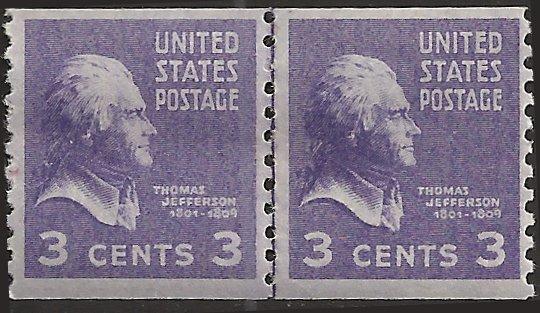 UNITED
STATES
POSTAGE
THOMAS
JEFFERSON
1801-1809
3 CENTS 3
UNITED
STATES
POSTAGE
THOMAS
JEFFERSON
1801-1809
3 CENTS 3